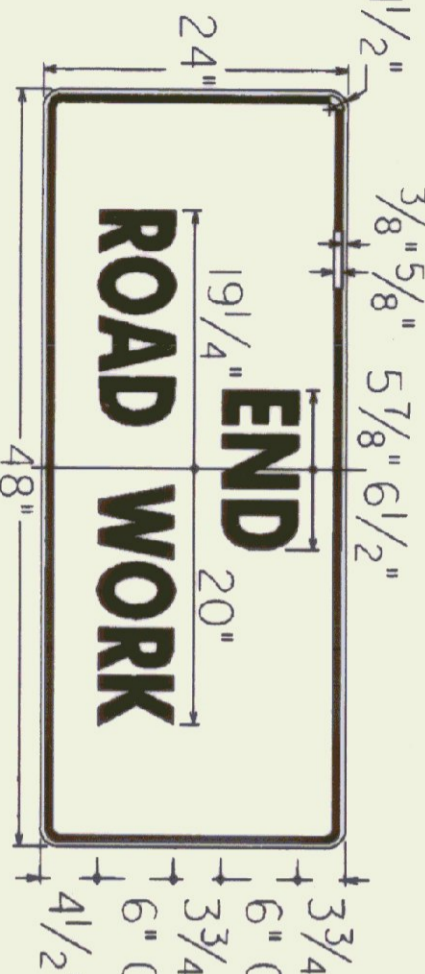 1/2"
3/8" 5/8"
5 7/8" 6 1/2"
24"
END
19 1/4" 20"
ROAD WORK
48"
3 3/4
6"
3 3/4
6"
4 1/2